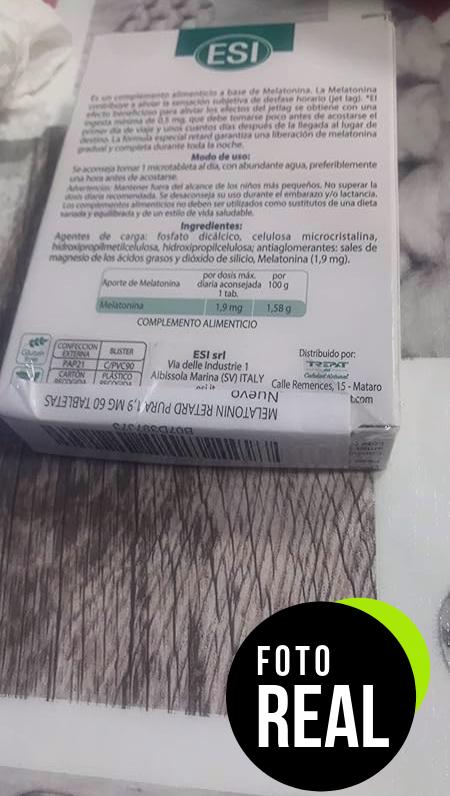 ESI
Es un complemento alimenticio a base de Melatonina. La Melatonina
contribuye a aliviar la sensación subjetiva de desfase horario (jet lag). *El
efecto beneficioso para aliviar los efectos del jetlag se obtiene con una
ingesta mínima de 0,5 mg, que debe tomarse poco antes de acostarse el
primer día de viaje y unos cuantos días después de la llegada al lugar de
destino. La fórmula especial retard garantiza una liberación de melatonina
gradual y completa durante toda la noche.
Modo de uso:
Se aconseja tomar 1 microtableta al día, con abundante agua, preferiblemente
una hora antes de acostarse.
Advertencias: Mantener fuera del alcance de los niños más pequeños. No superar la
dosis diaria recomendada. Se desaconseja su uso durante el embarazo y/o lactancia.
Los complementos alimenticios no deben ser utilizados como sustitutos de una dieta
variada y equilibrada y de un estilo de vida saludable.
Ingredientes:
Agentes de carga: fosfato dicálcico, celulosa microcristalina,
hidroxipropilmetilcelulosa, hidroxipropilcelulosa; antiaglomerantes: sales de
magnesio de los ácidos grasos y dióxido de silicio, Melatonina (1,9 mg).
Aporte de Melatonina por dosis máx. diaria aconsejada 1 tab. por 100 g
Melatonina 1,9 mg 1,58 g
COMPLEMENTO ALIMENTICIO
Gluten free
CONFECCION EXTERNA BLISTER
PAP21 C/PVC90
CARTÓN RECOGIDA PLÁSTICO RECOGIDA
ESI srl
Via delle Industrie 1
Albissola Marina (SV) ITALY
Distribuido por:
TREPAT
Calle Remences, 15 - Mataro
t.com
Nuevo
MELATONIN RETARD PURA 1,9 MG 60 TABLETAS
FOTO
REAL